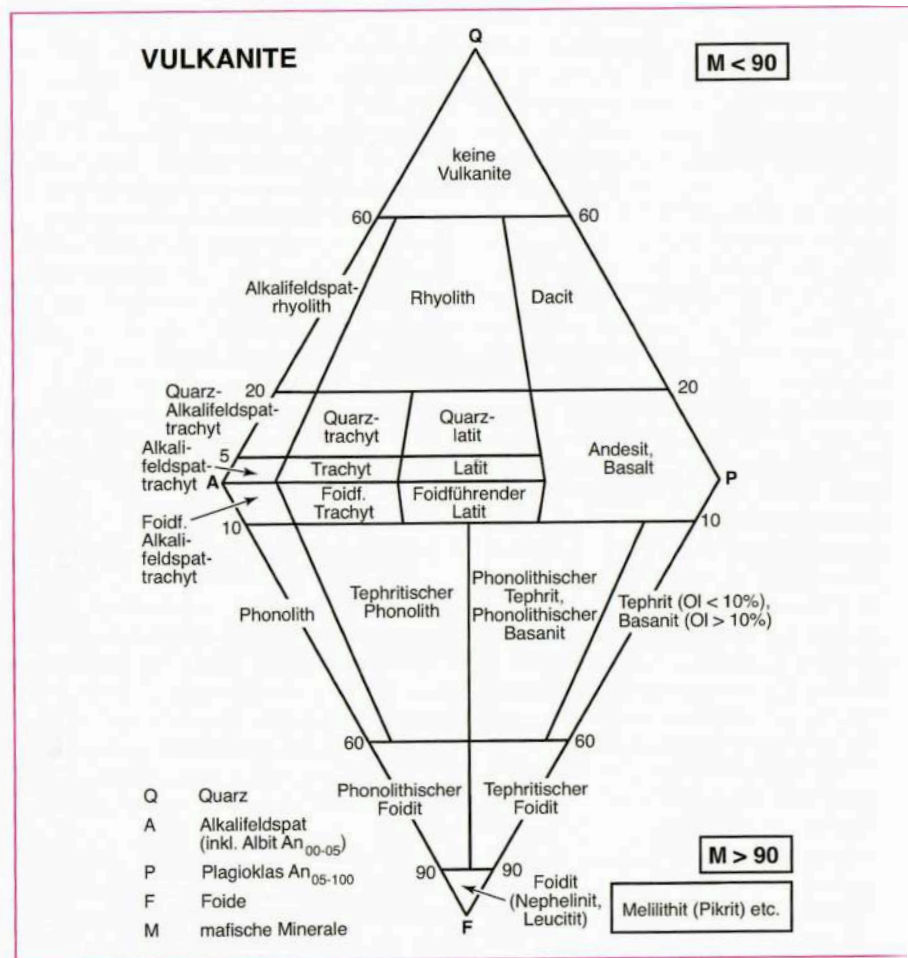 VULKANITE
Q
M < 90
keine
Vulkanite
60
60
Alkalifeldspat-
rhyolith
Rhyolith
Dacit
20
20
Quarz-
Alkalifeldspat-
trachyt
Quarz-
trachyt
Quarz-
latit
Andesit,
Basalt
5
Alkali-
feldspat-
trachyt
Trachyt
Latit
A
P
Foidf.
Trachyt
Foidführender
Latit
10
10
Foidf.
Alkali-
feldspat-
trachyt
Phonolith
Tephritischer
Phonolith
Phonolithischer
Tephrit,
Phonolithischer
Basanit
Tephrit (Ol < 10%),
Basanit (Ol > 10%)
60
60
Phonolithischer
Foidit
Tephritischer
Foidit
90
90
Foidit
(Nephelinit,
Leucitit)
F
Q Quarz
A Alkalifeldspat
(inkl. Albit An00-05)
P Plagioklas An05-100
F Foide
M mafische Minerale
M > 90
Melilithit (Pikrit) etc.